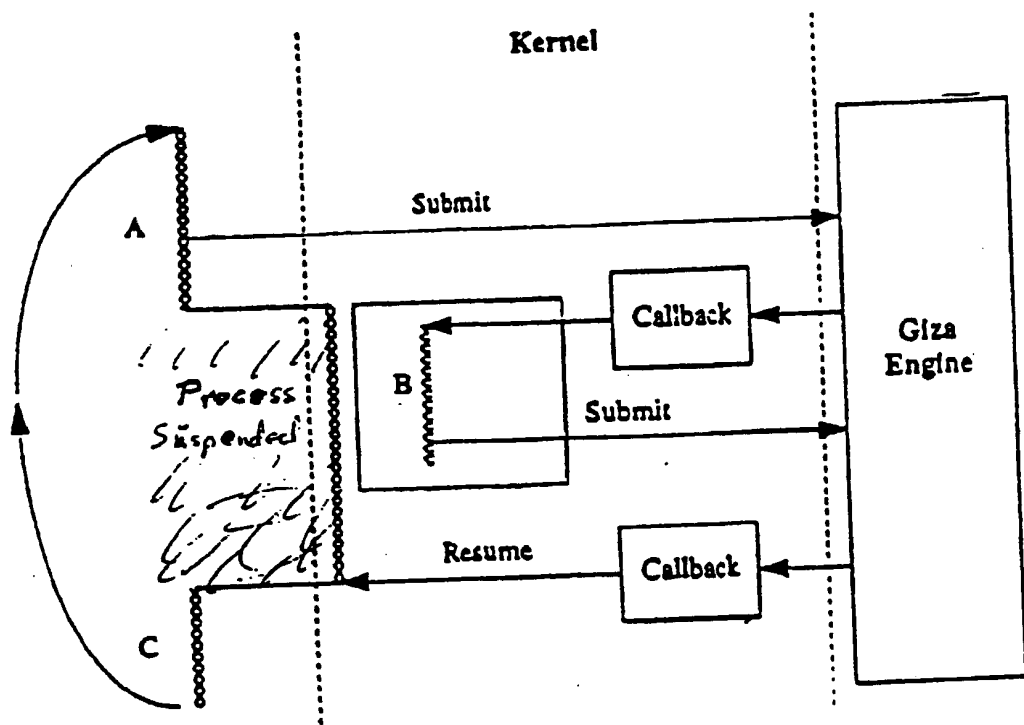 Kernel
Submit
A
Callback
Giza
Engine
B
Process
Suspended
Submit
Resume
Callback
C